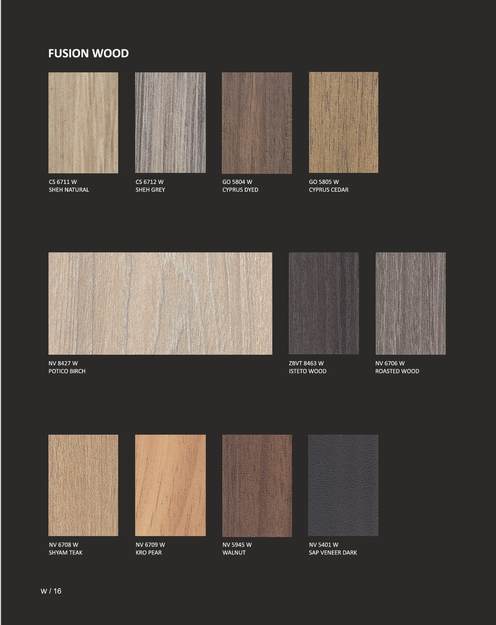 FUSION WOOD
CS 6711 W
SHEH NATURAL
CS 6712 W
SHEH GREY
GO 5804 W
CYPRUS DYED
GO 5805 W
CYPRUS CEDAR
NV 8427 W
POTICO BIRCH
ZBVT 8463 W
ISTETO WOOD
NV 6706 W
ROASTED WOOD
NV 6708 W
SHYAM TEAK
NV 6709 W
KRO PEAR
NV 5945 W
WALNUT
NV 5401 W
SAP VENEER DARK
W / 16